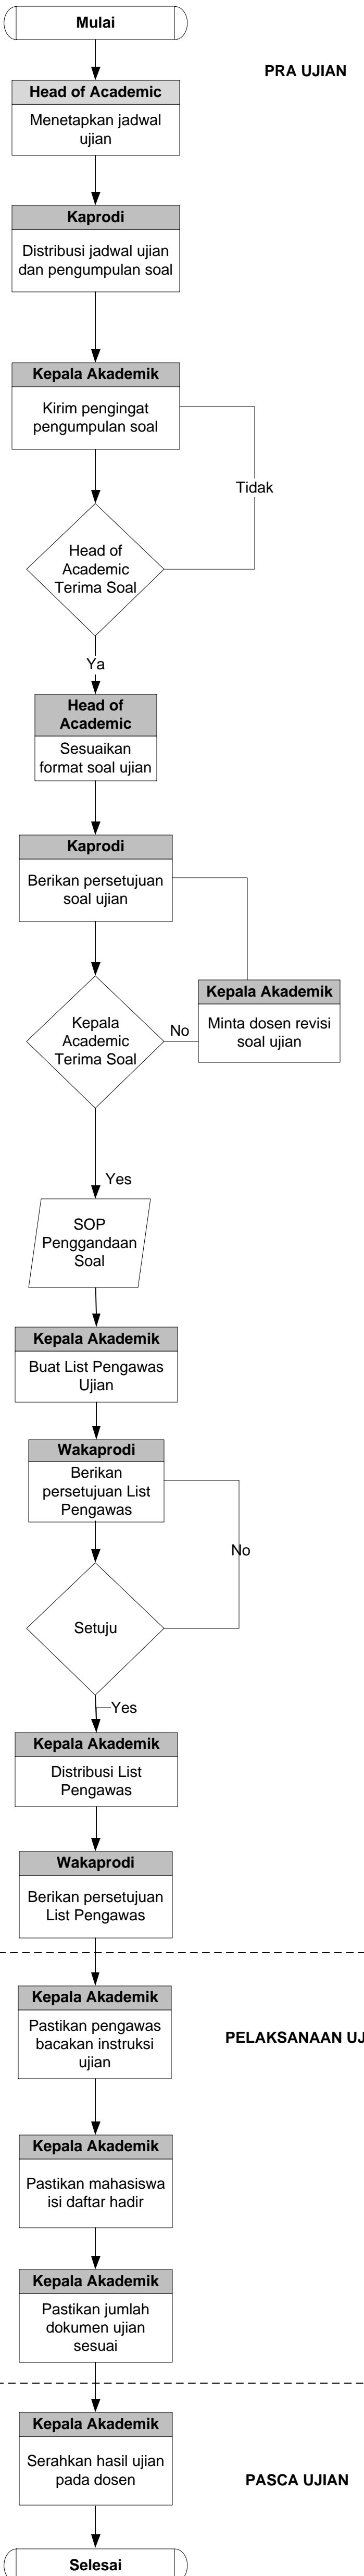 Mulai
PRA UJIAN
Head of Academic
Menetapkan jadwal
ujian
Kaprodi
Distribusi jadwal ujian
dan pengumpulan soal
Kepala Akademik
Kirim pengingat
pengumpulan soal
Tidak
Head of
Academic
Terima Soal
Ya
Head of
Academic
Sesuaikan
format soal ujian
Kaprodi
Berikan persetujuan
soal ujian
Kepala Akademik
Minta dosen revisi
soal ujian
Kepala
Academic
Terima Soal
No
Yes
SOP
Penggandaan
Soal
Kepala Akademik
Buat List Pengawas
Ujian
Wakaprodi
Berikan
persetujuan List
Pengawas
No
Setuju
Yes
Kepala Akademik
Distribusi List
Pengawas
Wakaprodi
Berikan persetujuan
List Pengawas
Kepala Akademik
Pastikan pengawas
bacakan instruksi
ujian
PELAKSANAAN UJ
Kepala Akademik
Pastikan mahasiswa
isi daftar hadir
Kepala Akademik
Pastikan jumlah
dokumen ujian
sesuai
Kepala Akademik
Serahkan hasil ujian
pada dosen
PASCA UJIAN
Selesai